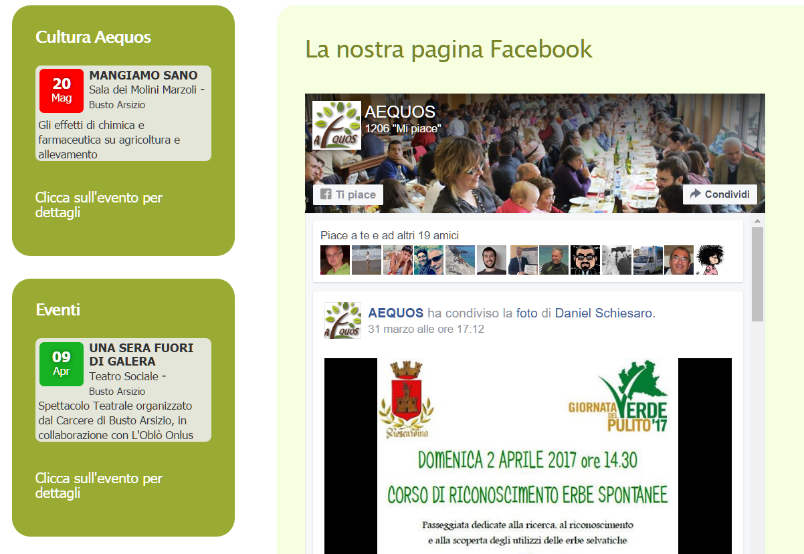 Cultura Aequos
20
Mag
MANGIAMO SANO
Sala dei Molini Marzoli -
Busto Arsizio
Gli effetti di chimica e
farmaceutica su agricoltura e
allevamento
Clicca sull'evento per
dettagli
Eventi
09
Apr
UNA SERA FUORI
DI GALERA
Teatro Sociale -
Busto Arsizio
Spettacolo Teatrale organizzato
dal Carcere di Busto Arsizio, in
collaborazione con L'Oblò Onlus
Clicca sull'evento per
dettagli
La nostra pagina Facebook
AEQUOS
AEQUOS
1206 "Mi piace"
Ti piace
Condividi
Piace a te e ad altri 19 amici
AEQUOS
AEQUOS ha condiviso la foto di Daniel Schiesaro.
31 marzo alle ore 17:12
GIORNATA
DEL
VERDE
PULITO'17
DOMENICA 2 APRILE 2017 ore 14.30
CORSO DI RICONOSCIMENTO ERBE SPONTANEE
Passeggiata dedicate alla ricerca, al riconoscimento
e alla scoperta degli utilizzi delle erbe selvatiche